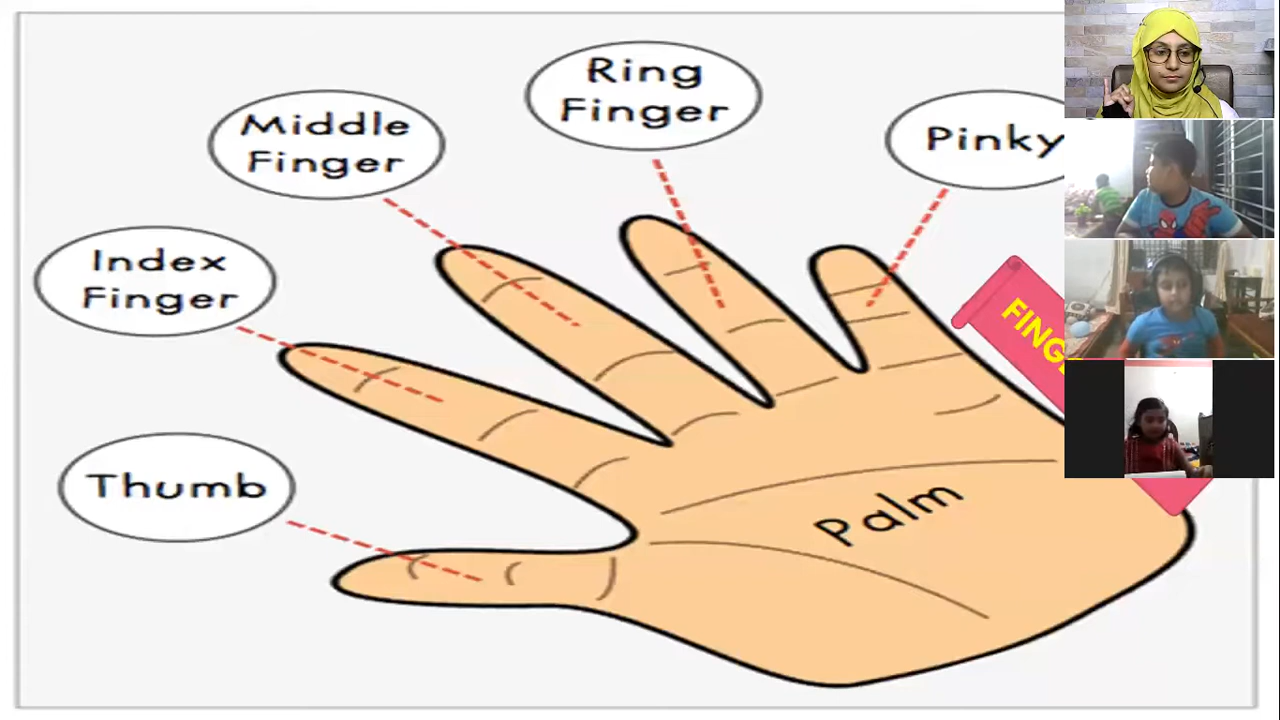 Ring
Finger
Middle
Finger
Pinky
Index
Finger
Thumb
Palm